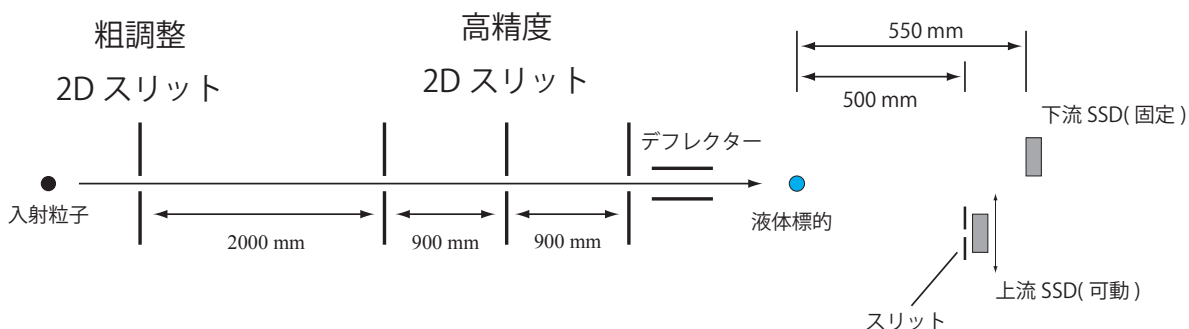 粗調整
2D スリット
高精度
2D スリット
550 mm
500 mm
下流 SSD( 固定 )
デフレクター
入射粒子
液体標的
2000 mm
900 mm
900 mm
上流 SSD( 可動 )
スリット